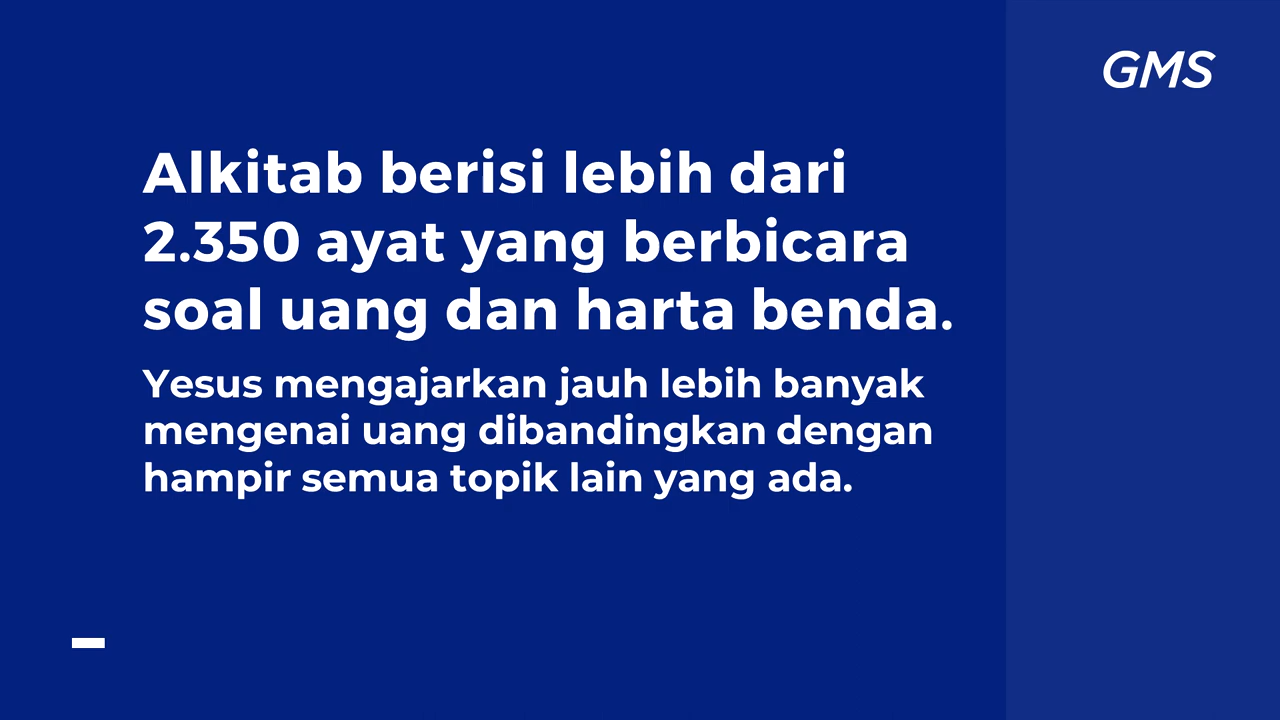 GMS
Alkitab berisi lebih dari
2.350 ayat yang berbicara
soal uang dan harta benda.
Yesus mengajarkan jauh lebih banyak
mengenai uang dibandingkan dengan
hampir semua topik lain yang ada.